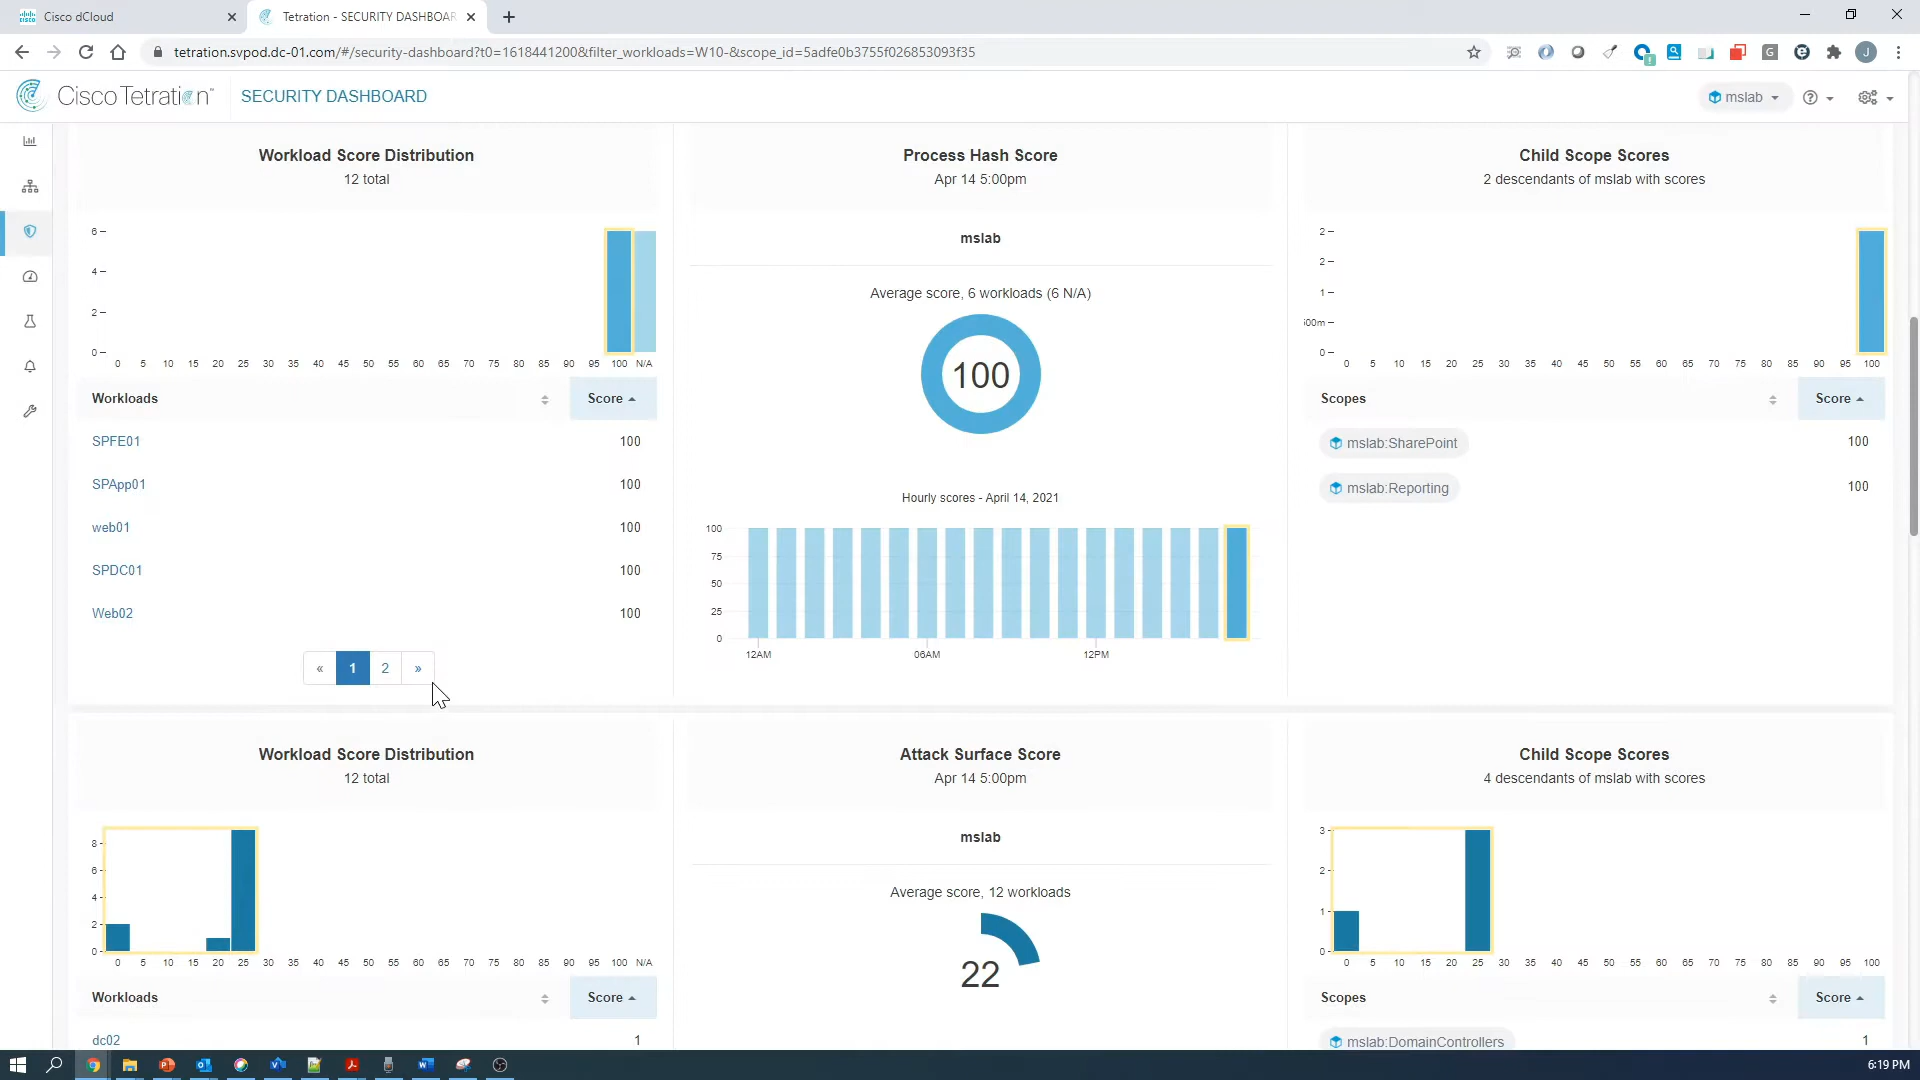 Cisco dCloud
Tetration - SECURITY DASHBOAR
tetration.svpod.dc-01.com/#/security-dashboard?t0=1618441200&filter_workloads=W10-&scope_id=5adfe0b3755f026853093f35
Cisco Tetration™
SECURITY DASHBOARD
mslab
Workload Score Distribution
12 total
6
4
2
0
0 5 10 15 20 25 30 35 40 45 50 55 60 65 70 75 80 85 90 95 100 N/A
Workloads Score
SPFE01 100
SPApp01 100
web01 100
SPDC01 100
Web02 100
« 1 2 »
Process Hash Score
Apr 14 5:00pm
mslab
Average score, 6 workloads (6 N/A)
100
Hourly scores - April 14, 2021
100
75
50
25
0
12AM 06AM 12PM
Child Scope Scores
2 descendants of mslab with scores
2
2
1
500m
0
0 5 10 15 20 25 30 35 40 45 50 55 60 65 70 75 80 85 90 95 100
Scopes Score
mslab:SharePoint 100
mslab:Reporting 100
Workload Score Distribution
12 total
8
6
4
2
0
0 5 10 15 20 25 30 35 40 45 50 55 60 65 70 75 80 85 90 95 100 N/A
Workloads Score
dc02 1
Attack Surface Score
Apr 14 5:00pm
mslab
Average score, 12 workloads
22
Child Scope Scores
4 descendants of mslab with scores
3
2
1
0
0 5 10 15 20 25 30 35 40 45 50 55 60 65 70 75 80 85 90 95 100
Scopes Score
mslab:DomainControllers 1
6:19 PM